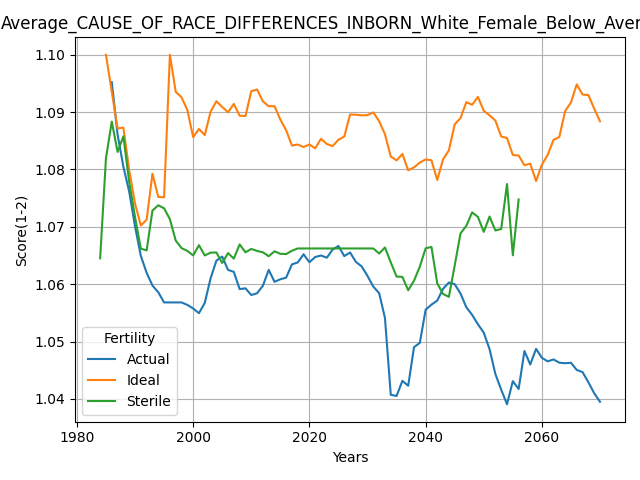 Average_CAUSE_OF_RACE_DIFFERENCES_INBORN_White_Female_Below_Aver
1.10
1.09
1.08
1.07
1.06
1.05
1.04
Score(1-2)
Fertility
Actual
Ideal
Sterile
1980
2000
2020
2040
2060
Years